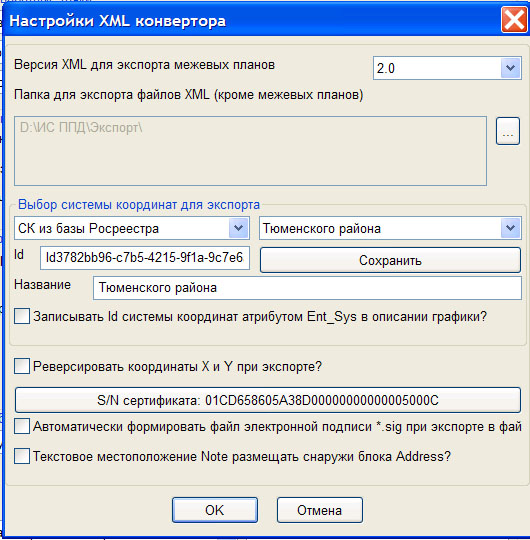 Настройки XML конвертора
Версия XML для экспорта межевых планов
2.0
Папка для экспорта файлов XML (кроме межевых планов)
D:\ИС ППД\Экспорт\
...
Выбор системы координат для экспорта
СК из базы Росреестра
Тюменского района
Id
Id3782bb96-c7b5-4215-9f1a-9c7e6
Сохранить
Название
Тюменского района
Записывать Id системы координат атрибутом Ent_Sys в описании графики?
Реверсировать координаты X и Y при экспорте?
S/N сертификата: 01CD658605A38D00000000000005000C
Автоматически формировать файл электронной подписи *.sig при экспорте в фай
Текстовое местоположение Note размещать снаружи блока Address?
OK
Отмена